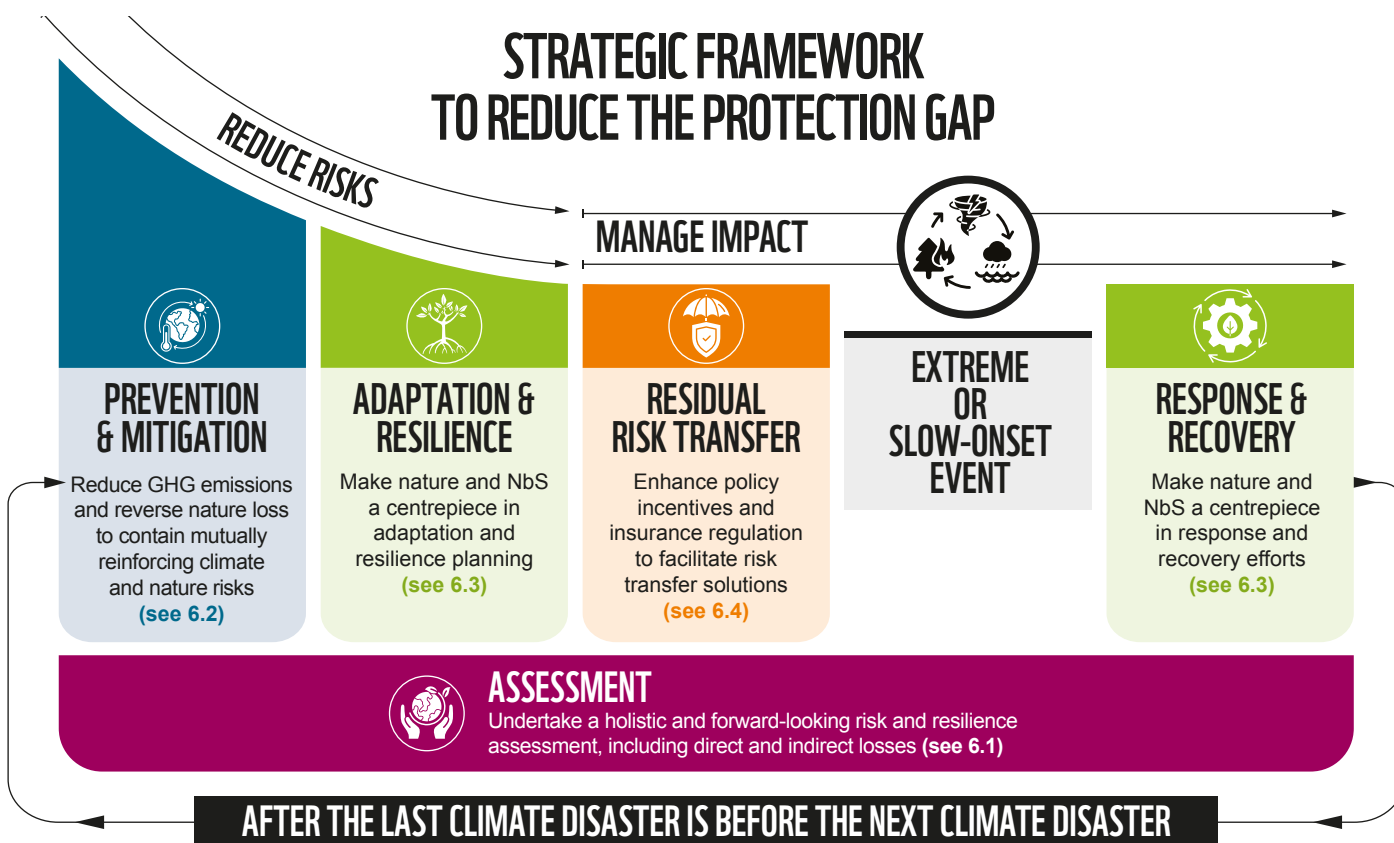 STRATEGIC FRAMEWORK
TO REDUCE THE PROTECTION GAP
REDUCE RISKS
MANAGE IMPACT
PREVENTION
& MITIGATION
Reduce GHG emissions
and reverse nature loss
to contain mutually
reinforcing climate
and nature risks
(see 6.2)
ADAPTATION &
RESILIENCE
Make nature and NbS
a centrepiece in
adaptation and
resilience planning
(see 6.3)
RESIDUAL
RISK TRANSFER
Enhance policy
incentives and
insurance regulation
to facilitate risk
transfer solutions
(see 6.4)
EXTREME
OR
SLOW-ONSET
EVENT
RESPONSE &
RECOVERY
Make nature and
NbS a centrepiece
in response and
recovery efforts
(see 6.3)
ASSESSMENT
Undertake a holistic and forward-looking risk and resilience
assessment, including direct and indirect losses (see 6.1)
AFTER THE LAST CLIMATE DISASTER IS BEFORE THE NEXT CLIMATE DISASTER